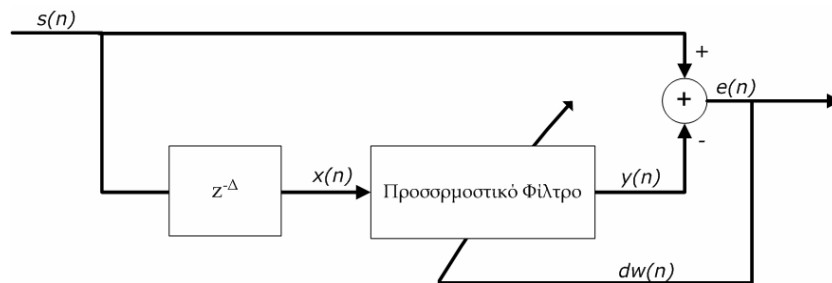 s(n)
+
e(n)
+
-
z-Δ
x(n)
Προσσρμοστικό Φίλτρο
y(n)
dw(n)